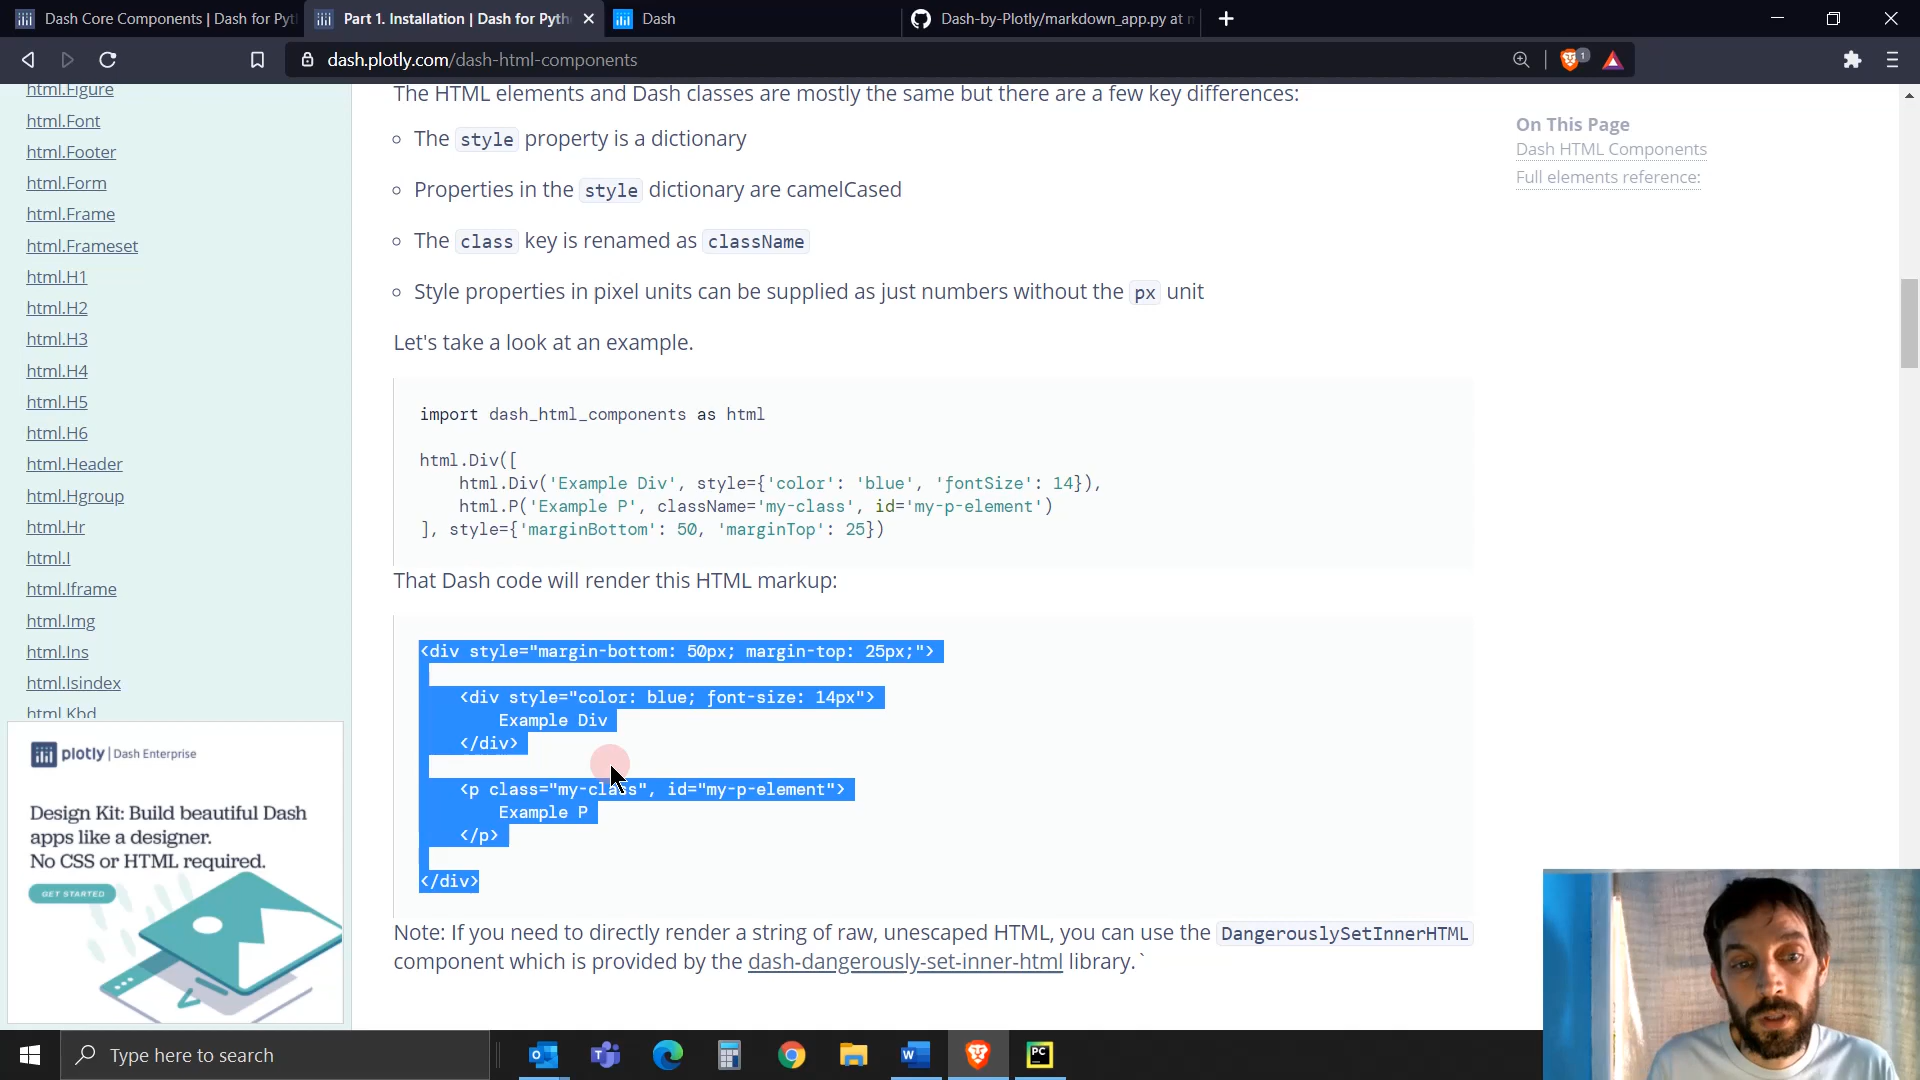 Dash Core Components | Dash for Pyt
Part 1. Installation | Dash for Pyth
Dash
Dash-by-Plotly/markdown_app.py at m
dash.plotly.com/dash-html-components
1
html.Figure
html.Font
html.Footer
html.Form
html.Frame
html.Frameset
html.H1
html.H2
html.H3
html.H4
html.H5
html.H6
html.Header
html.Hgroup
html.Hr
html.I
html.Iframe
html.Img
html.Ins
html.Isindex
html.Kbd
plotly | Dash Enterprise
Design Kit: Build beautiful Dash
apps like a designer.
No CSS or HTML required.
GET STARTED
The HTML elements and Dash classes are mostly the same but there are a few key differences:
The style property is a dictionary
Properties in the style dictionary are camelCased
The class key is renamed as className
Style properties in pixel units can be supplied as just numbers without the px unit
Let's take a look at an example.
import dash_html_components as html
html.Div([
html.Div('Example Div', style={'color': 'blue', 'fontSize': 14}),
html.P('Example P', className='my-class', id='my-p-element')
], style={'marginBottom': 50, 'marginTop': 25})
That Dash code will render this HTML markup:
<div style="margin-bottom: 50px; margin-top: 25px;">
<div style="color: blue; font-size: 14px">
Example Div
</div>
<p class="my-class", id="my-p-element">
Example P
</p>
</div>
Note: If you need to directly render a string of raw, unescaped HTML, you can use the DangerouslySetInnerHTML
component which is provided by the dash-dangerously-set-inner-html library.`
On This Page
Dash HTML Components
Full elements reference:
Type here to search